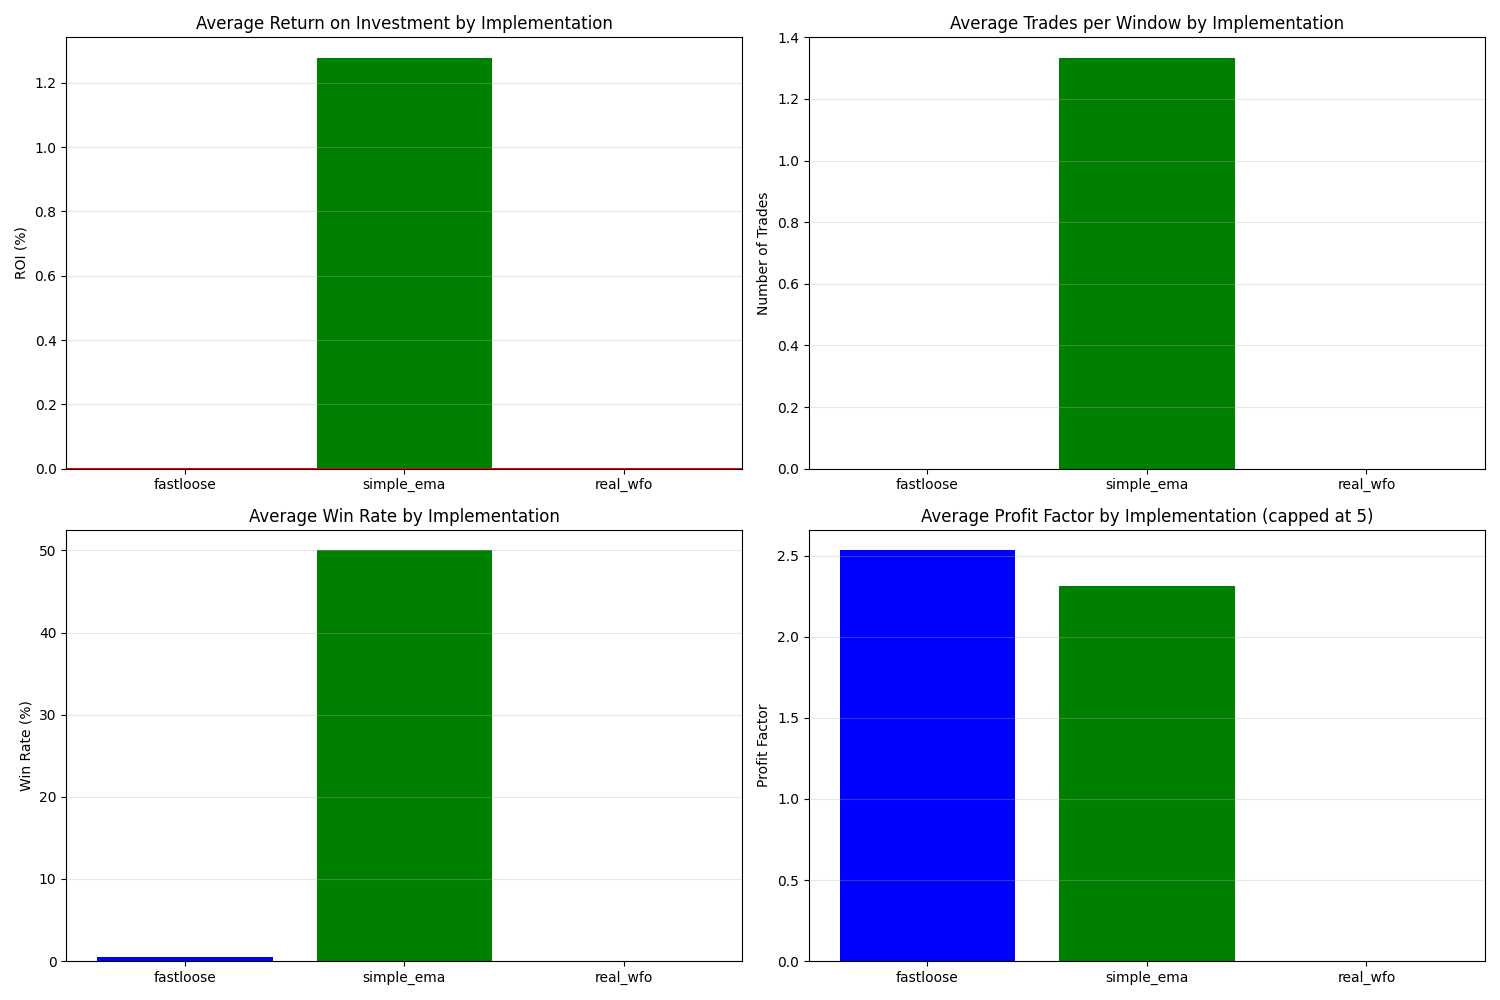 Average Return on Investment by Implementation
ROI (%)
1.2
1.0
0.8
0.6
0.4
0.2
0.0
fastloose simple_ema real_wfo
Average Trades per Window by Implementation
Number of Trades
1.4
1.2
1.0
0.8
0.6
0.4
0.2
0.0
fastloose simple_ema real_wfo
Average Win Rate by Implementation
Win Rate (%)
50
40
30
20
10
0
fastloose simple_ema real_wfo
Average Profit Factor by Implementation (capped at 5)
Profit Factor
2.5
2.0
1.5
1.0
0.5
0.0
fastloose simple_ema real_wfo